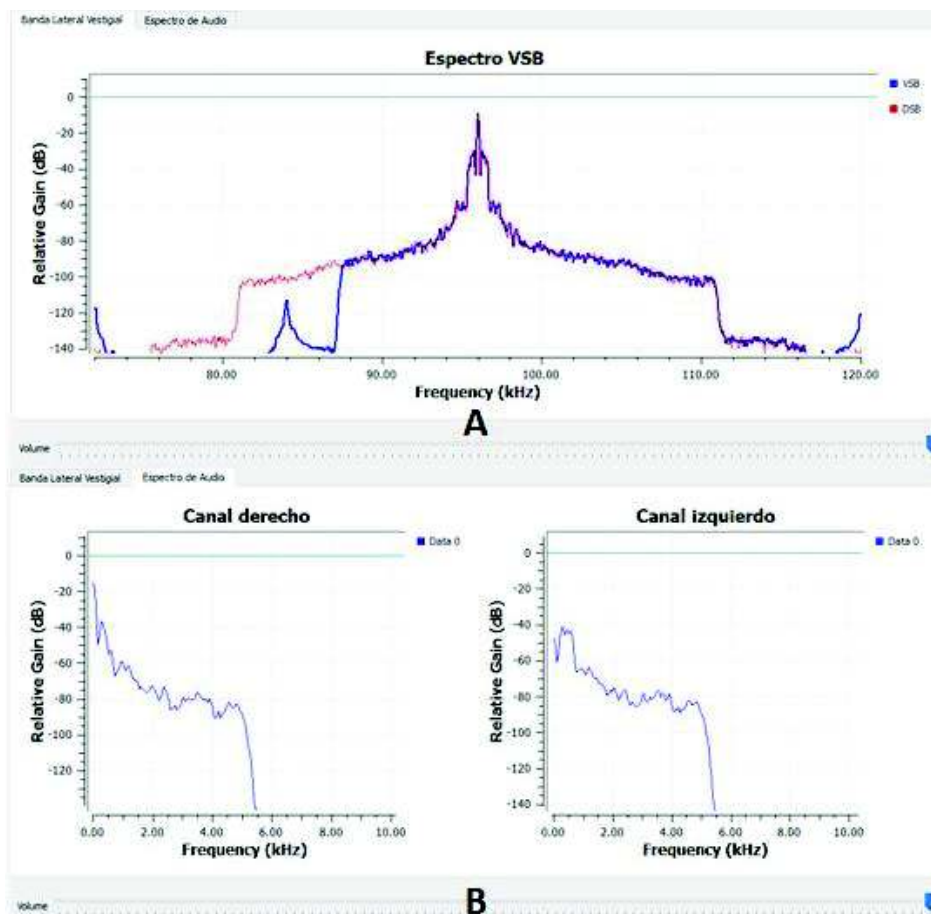 Banda Lateral Vestigial Espectro de Audio
Espectro VSB
VSB
DSB
Relative Gain (dB)
0
-20
-40
-60
-80
-100
-120
-140
80.00 90.00 100.00 110.00 120.00
Frequency (kHz)
A
Volume
Banda Lateral Vestigial Espectro de Audio
Canal derecho
Data 0
Relative Gain (dB)
0
-20
-40
-60
-80
-100
-120
0.00 2.00 4.00 6.00 8.00 10.00
Frequency (kHz)
Canal izquierdo
Data 0
Relative Gain (dB)
0
-20
-40
-60
-80
-100
-120
-140
0.00 2.00 4.00 6.00 8.00 10.00
Frequency (kHz)
B
Volume